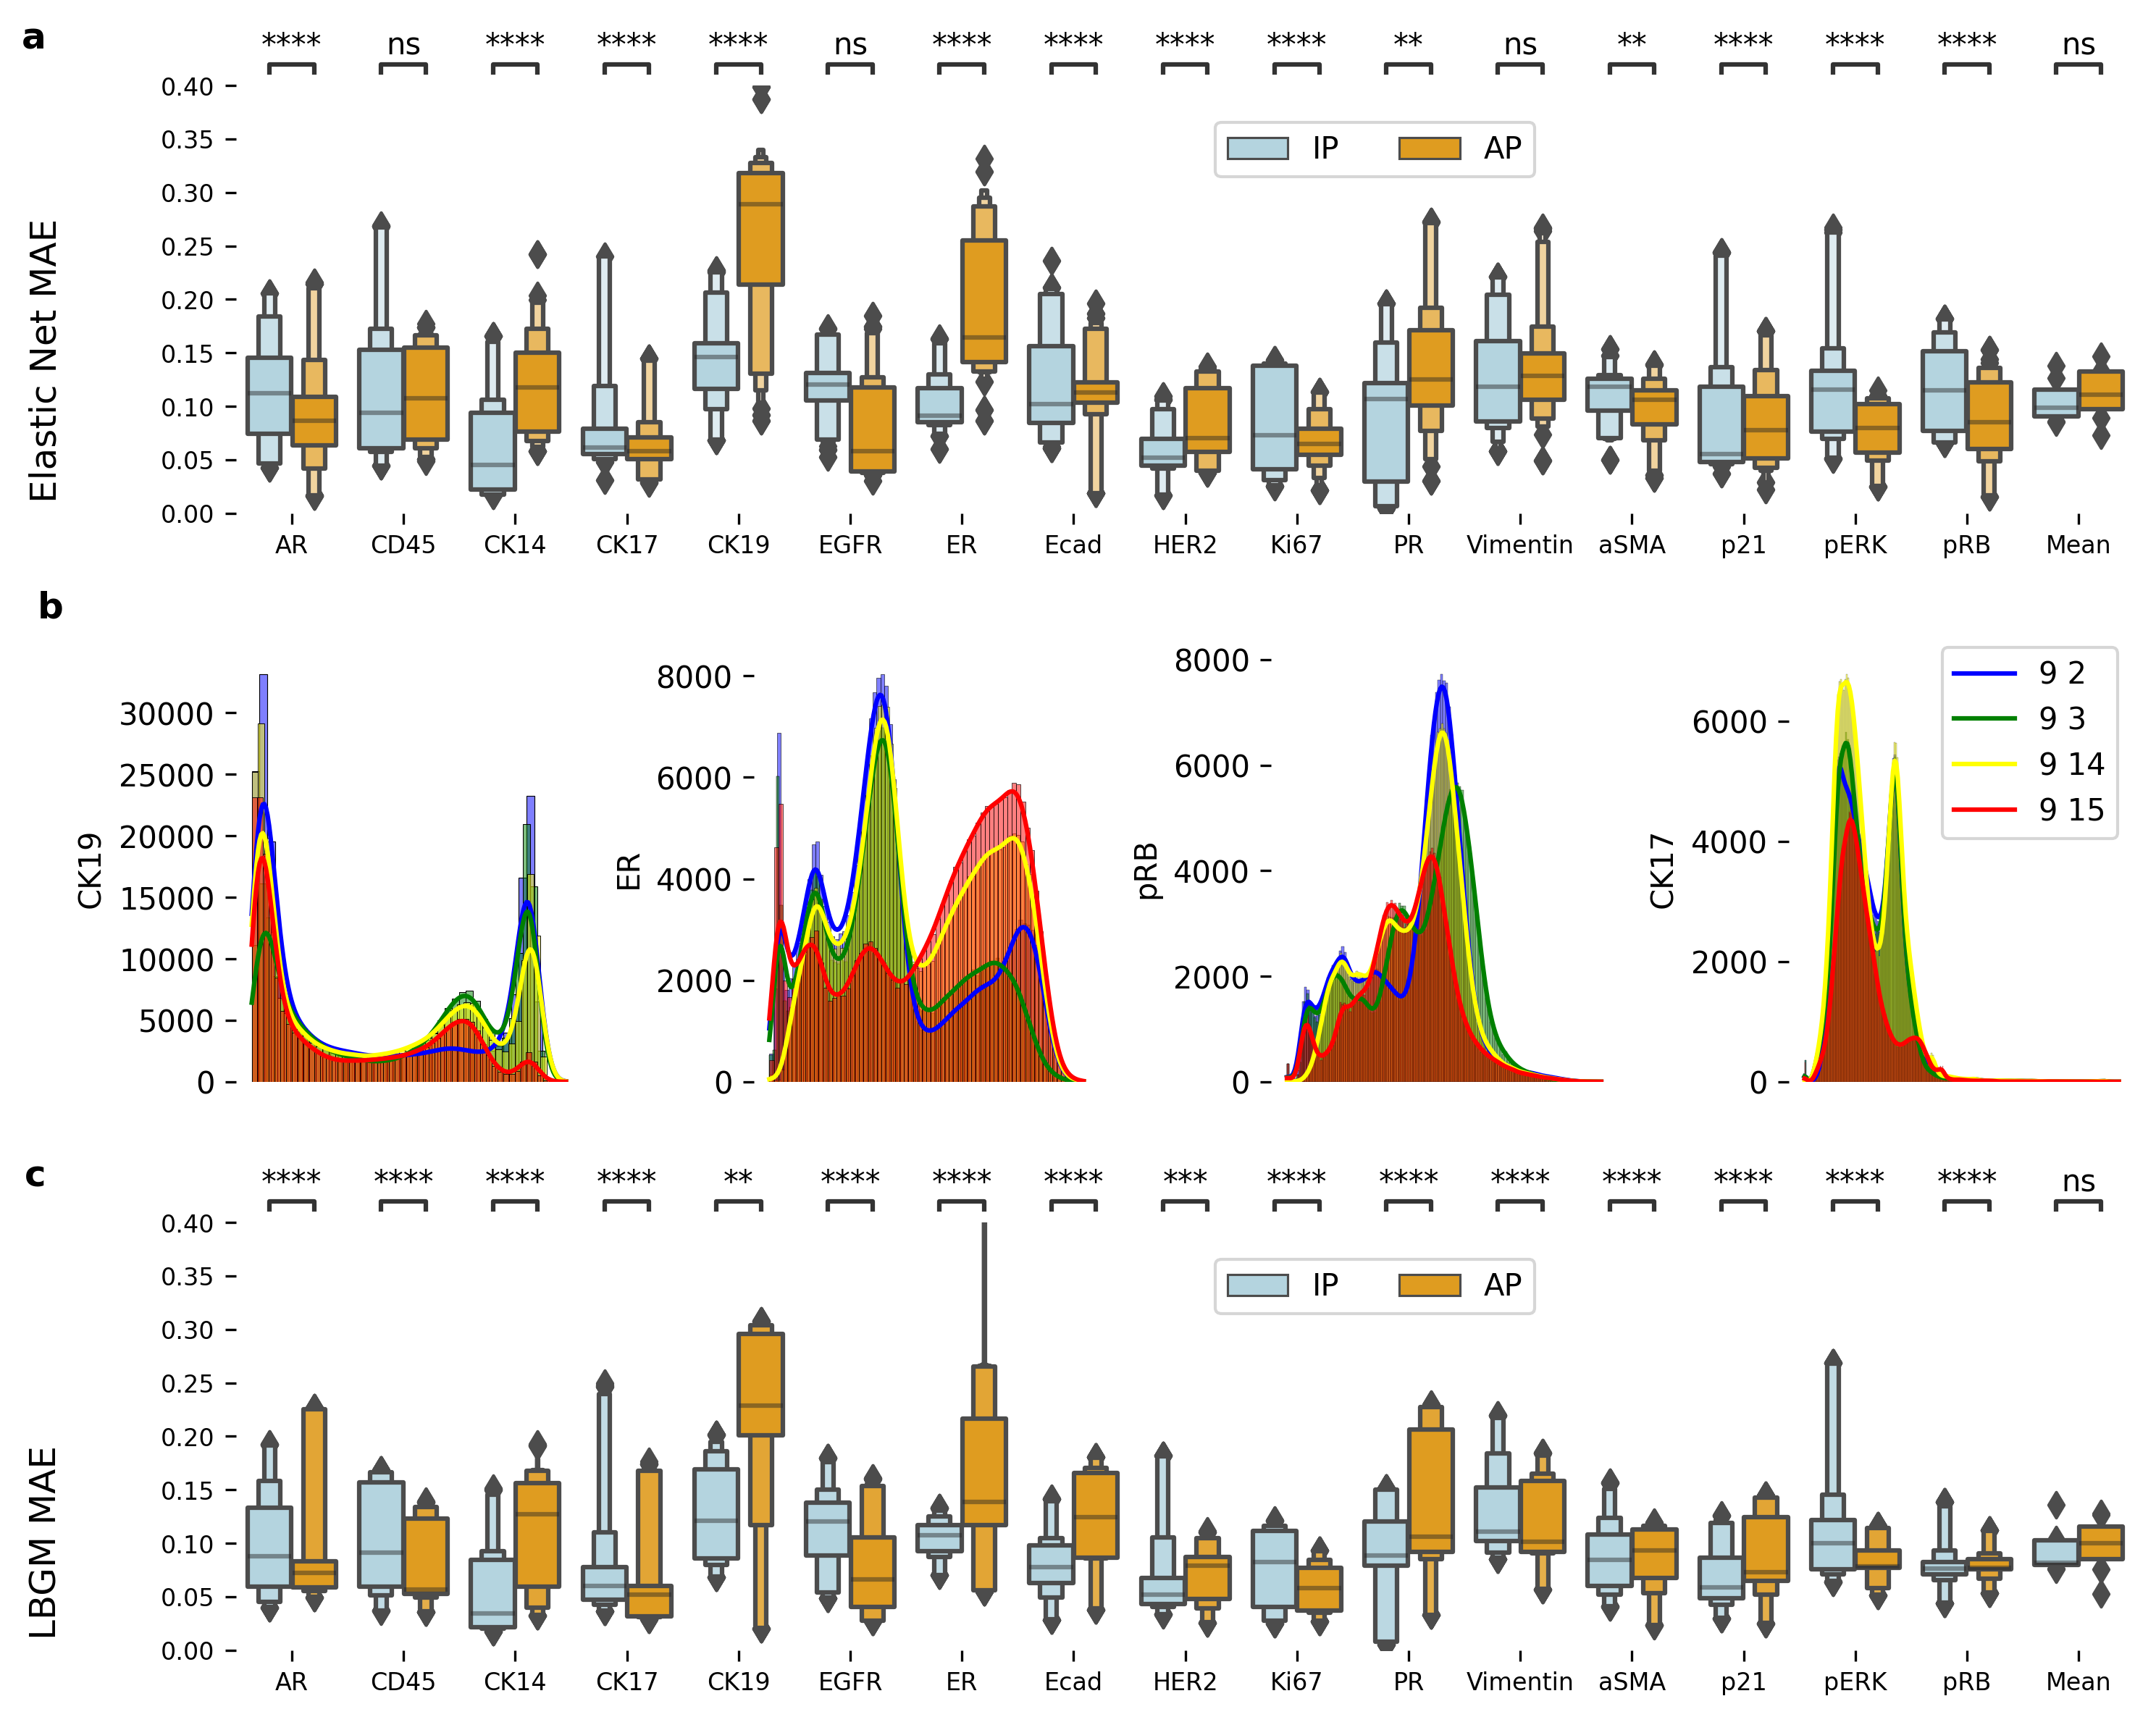 a
**** ns **** **** **** ns **** **** **** **** ** ns ** **** **** **** ns
Elastic Net MAE
0.40
0.35
0.30
0.25
0.20
0.15
0.10
0.05
0.00
IP AP
AR CD45 CK14 CK17 CK19 EGFR ER Ecad HER2 Ki67 PR Vimentin aSMA p21 pERK pRB Mean
b
CK19
30000
25000
20000
15000
10000
5000
0
ER
8000
6000
4000
2000
0
pRB
8000
6000
4000
2000
0
CK17
6000
4000
2000
0
9 2
9 3
9 14
9 15
c
**** **** **** **** ** **** **** **** *** **** **** **** **** **** **** **** ns
LBGM MAE
0.40
0.35
0.30
0.25
0.20
0.15
0.10
0.05
0.00
IP AP
AR CD45 CK14 CK17 CK19 EGFR ER Ecad HER2 Ki67 PR Vimentin aSMA p21 pERK pRB Mean